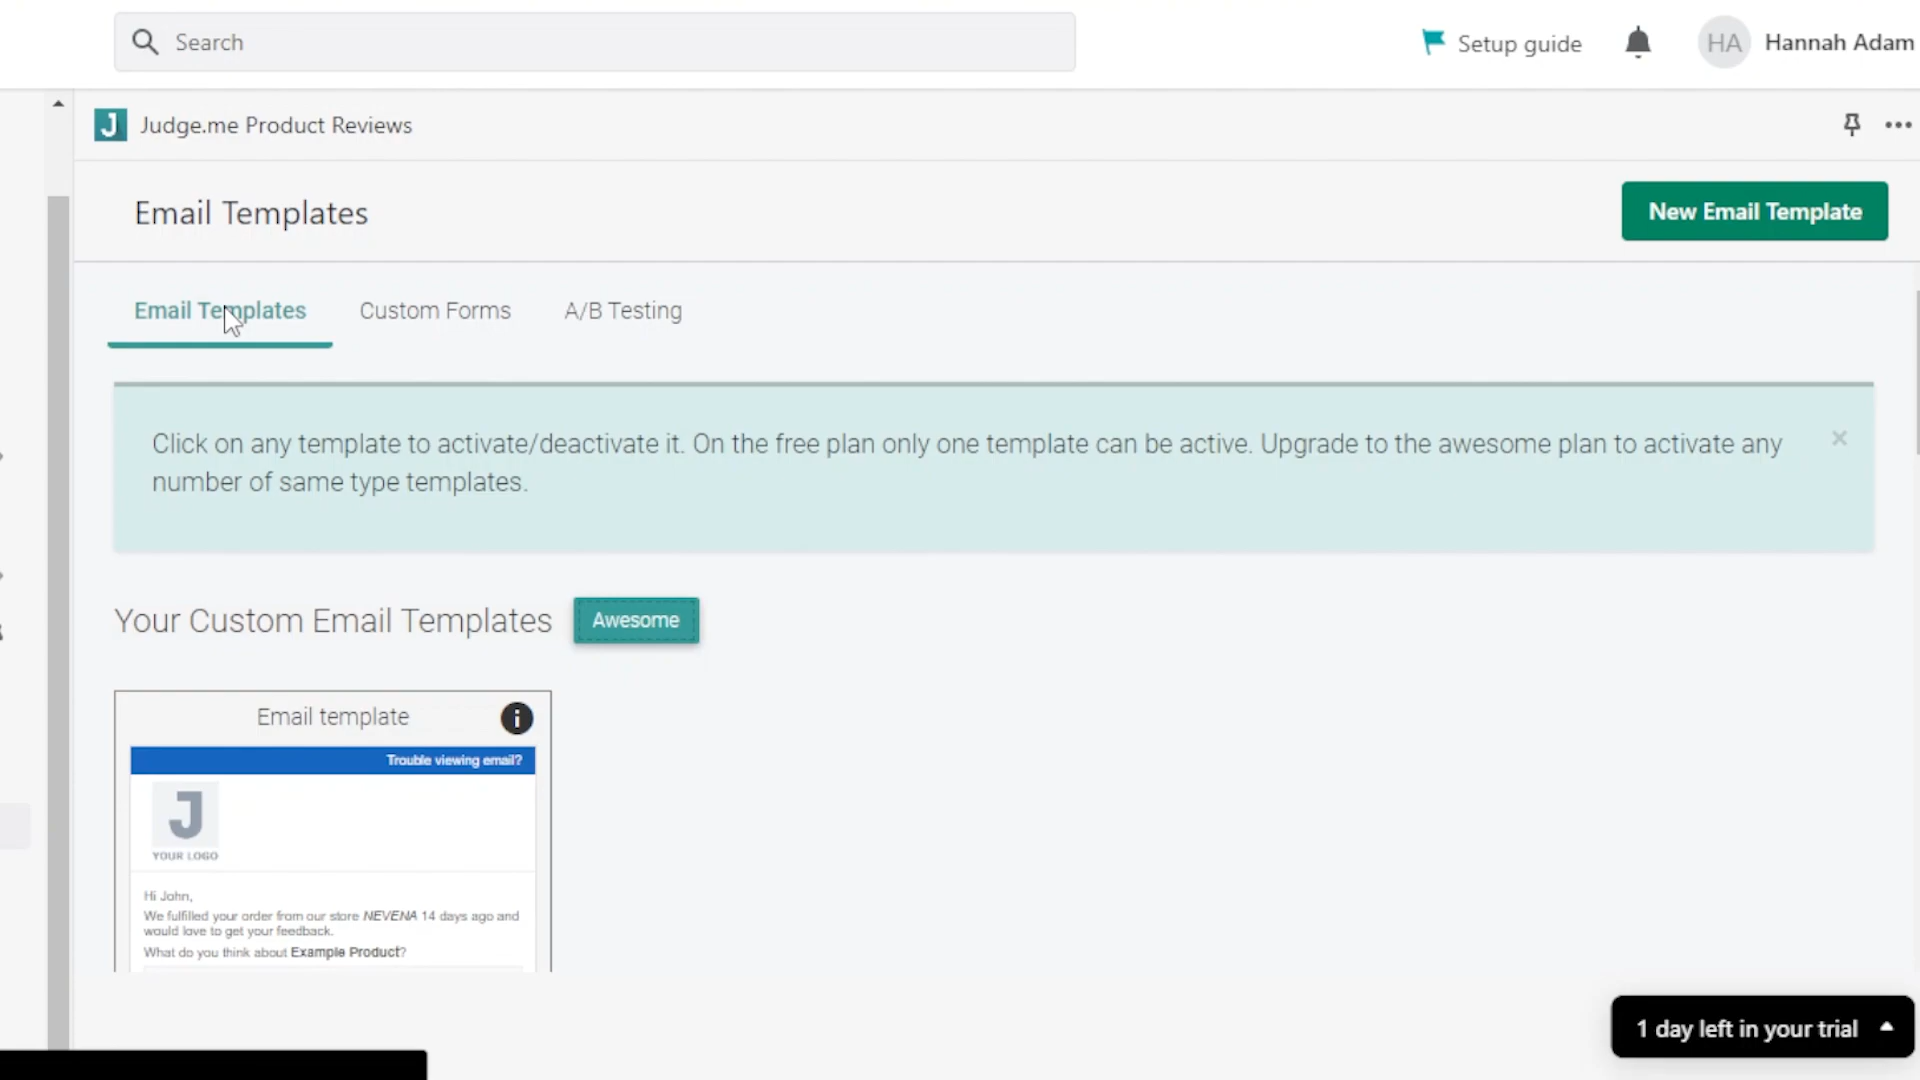 Search
Setup guide
HA
Hannah Adam
J
Judge.me Product Reviews
Email Templates
New Email Template
Email Templates
Custom Forms
A/B Testing
Click on any template to activate/deactivate it. On the free plan only one template can be active. Upgrade to the awesome plan to activate any
number of same type templates.
Your Custom Email Templates
Awesome
Email template
Trouble viewing email?
J
YOUR LOGO
Hi John,
We fulfilled your order from our store NEVENA 14 days ago and
would love to get your feedback.
What do you think about Example Product?
1 day left in your trial